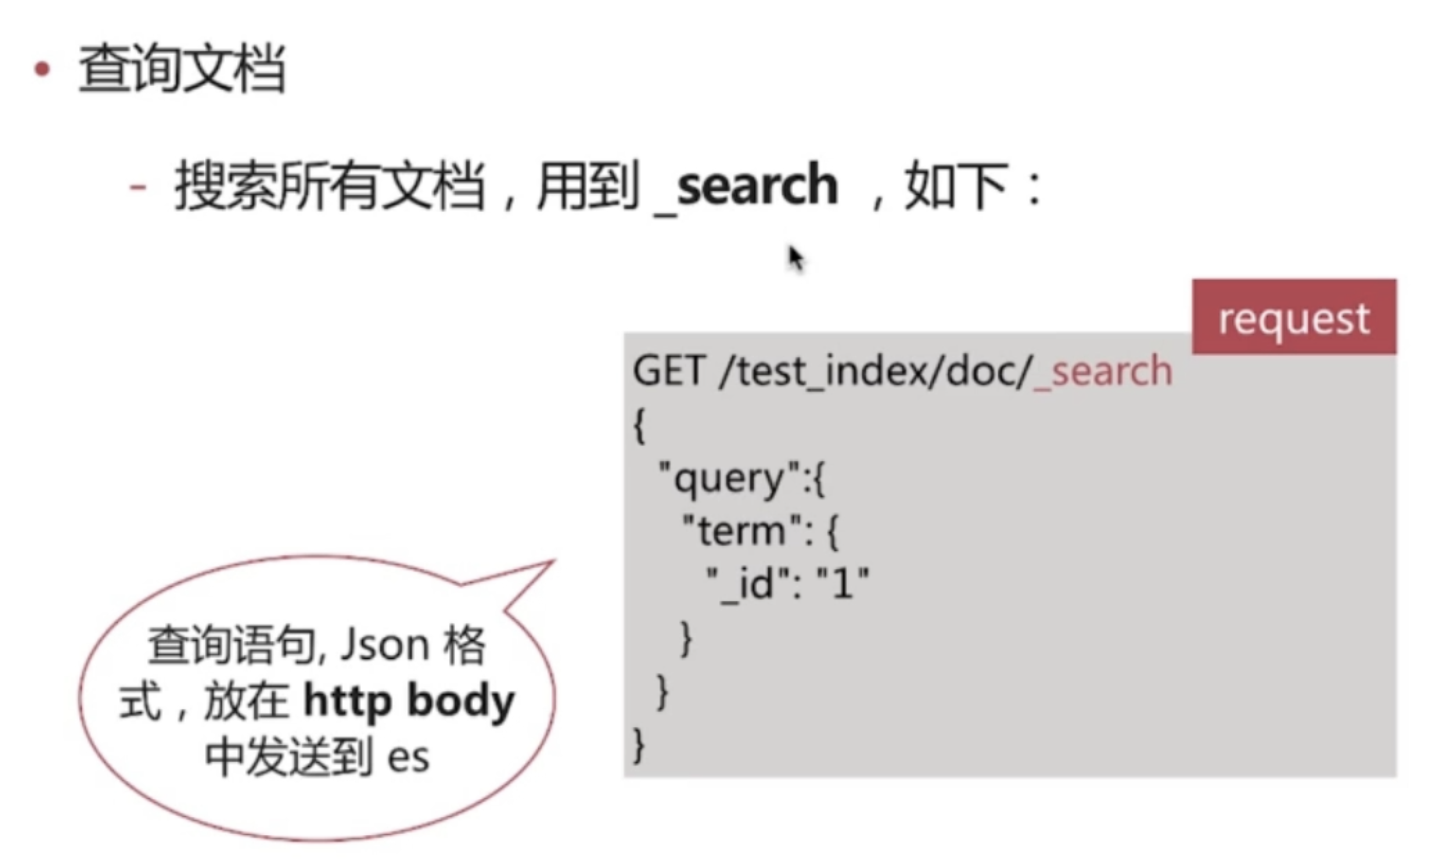 • 查询文档
- 搜索所有文档，用到 _search ，如下：
request
GET /test_index/doc/_search
{
"query":{
"term": {
"_id": "1"
}
}
}
查询语句, Json 格
式，放在 http body
中发送到 es